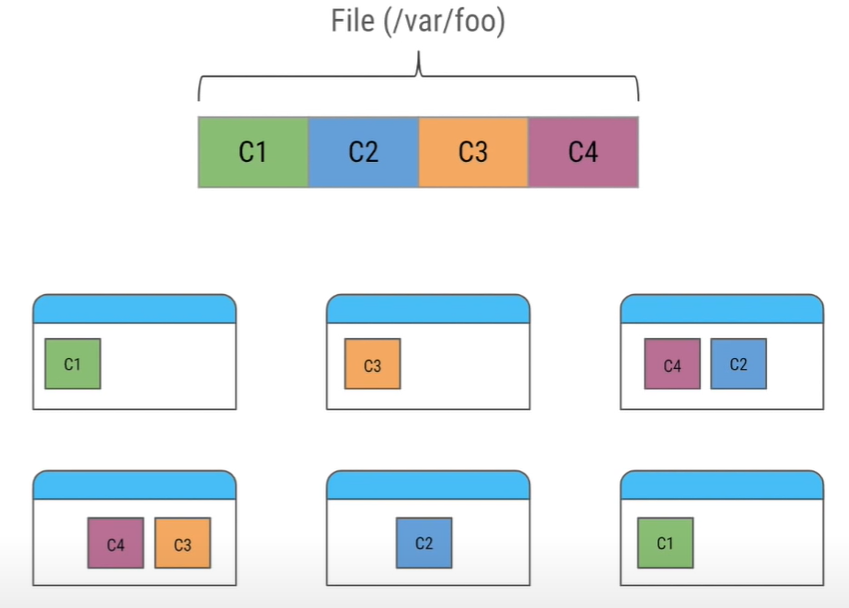 File (/var/foo)
C1 C2 C3 C4
C1 C3 C4 C2
C4 C3 C2 C1